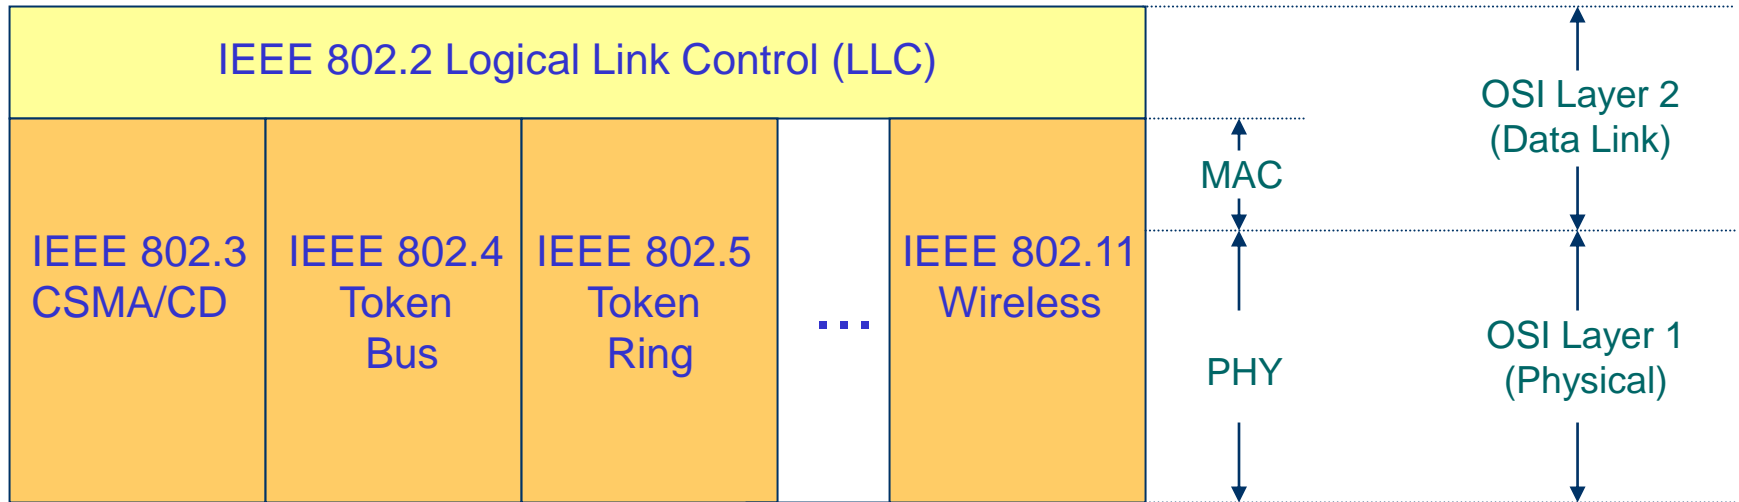 IEEE 802.2 Logical Link Control (LLC)
IEEE 802.3
CSMA/CD
IEEE 802.4
Token
Bus
IEEE 802.5
Token
Ring
...
IEEE 802.11
Wireless
MAC
PHY
OSI Layer 2
(Data Link)
OSI Layer 1
(Physical)